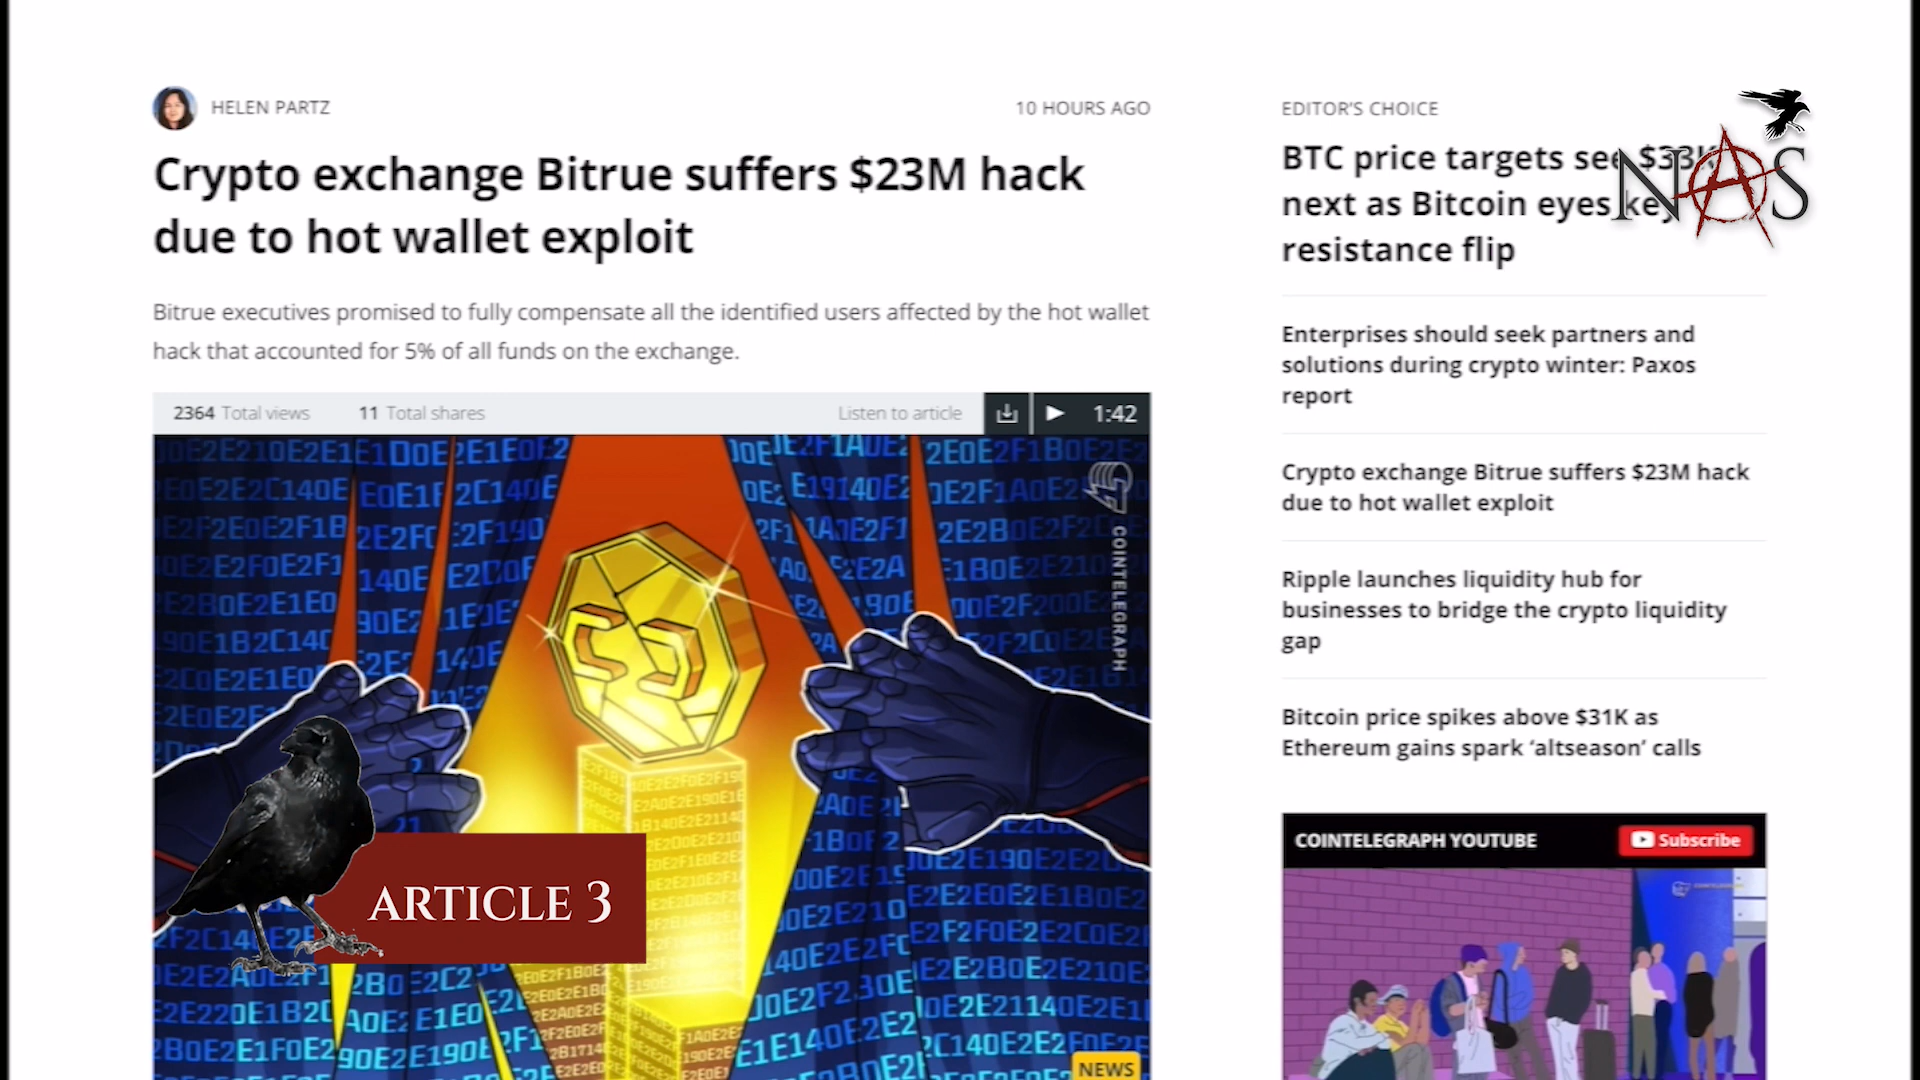 HELEN PARTZ
10 HOURS AGO
Crypto exchange Bitrue suffers $23M hack
due to hot wallet exploit
Bitrue executives promised to fully compensate all the identified users affected by the hot wallet
hack that accounted for 5% of all funds on the exchange.
2364 Total views
11 Total shares
Listen to article
1:42
COINTELEGRAPH
ARTICLE 3
NEWS
EDITOR'S CHOICE
BTC price targets see $33K
next as Bitcoin eyes key
resistance flip
NAS
Enterprises should seek partners and
solutions during crypto winter: Paxos
report
Crypto exchange Bitrue suffers $23M hack
due to hot wallet exploit
Ripple launches liquidity hub for
businesses to bridge the crypto liquidity
gap
Bitcoin price spikes above $31K as
Ethereum gains spark ‘altseason’ calls
COINTELEGRAPH YOUTUBE
Subscribe